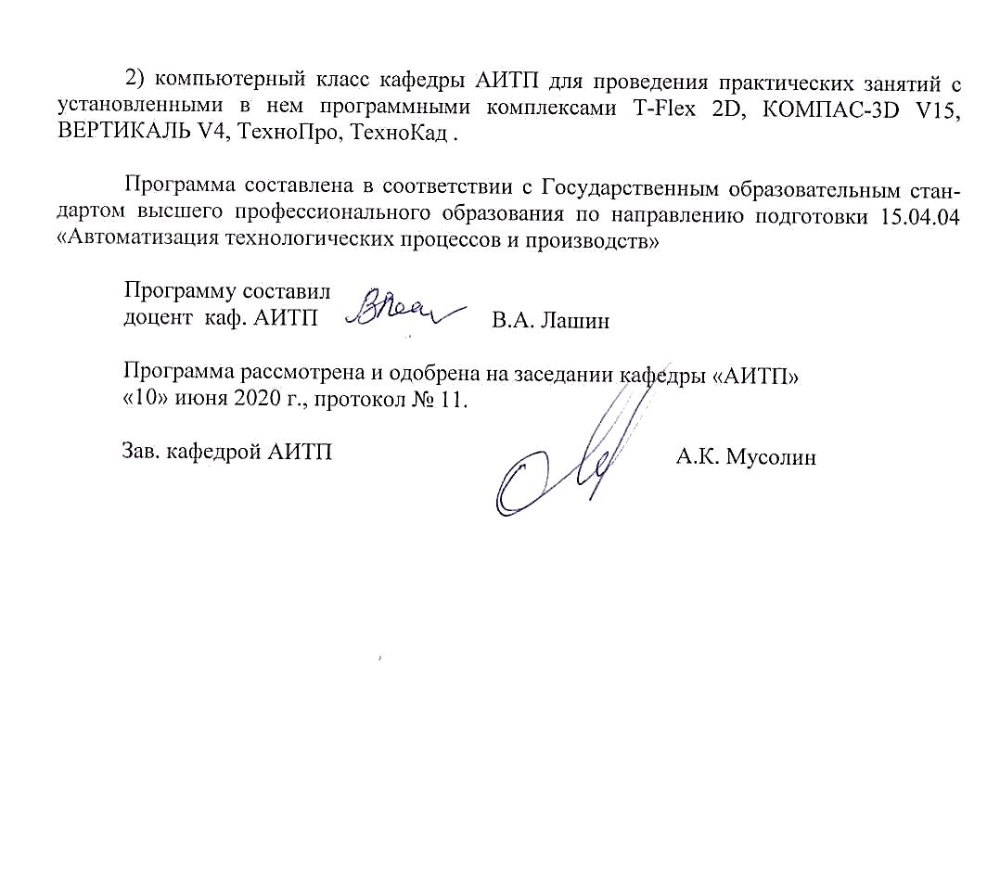 2) компьютерный класс кафедры АИТП для проведения практических занятий с
установленными в нем программными комплексами T-Flex 2D, КОМПАС-3D V15,
ВЕРТИКАЛЬ V4, ТехноПро, ТехноКад .
Программа составлена в соответствии с Государственным образовательным стан-
дартом высшего профессионального образования по направлению подготовки 15.04.04
«Автоматизация технологических процессов и производств»
Программу составил
доцент каф. АИТП В.А. Лашин
Программа рассмотрена и одобрена на заседании кафедры «АИТП»
«10» июня 2020 г., протокол № 11.
Зав. кафедрой АИТП А.К. Мусолин